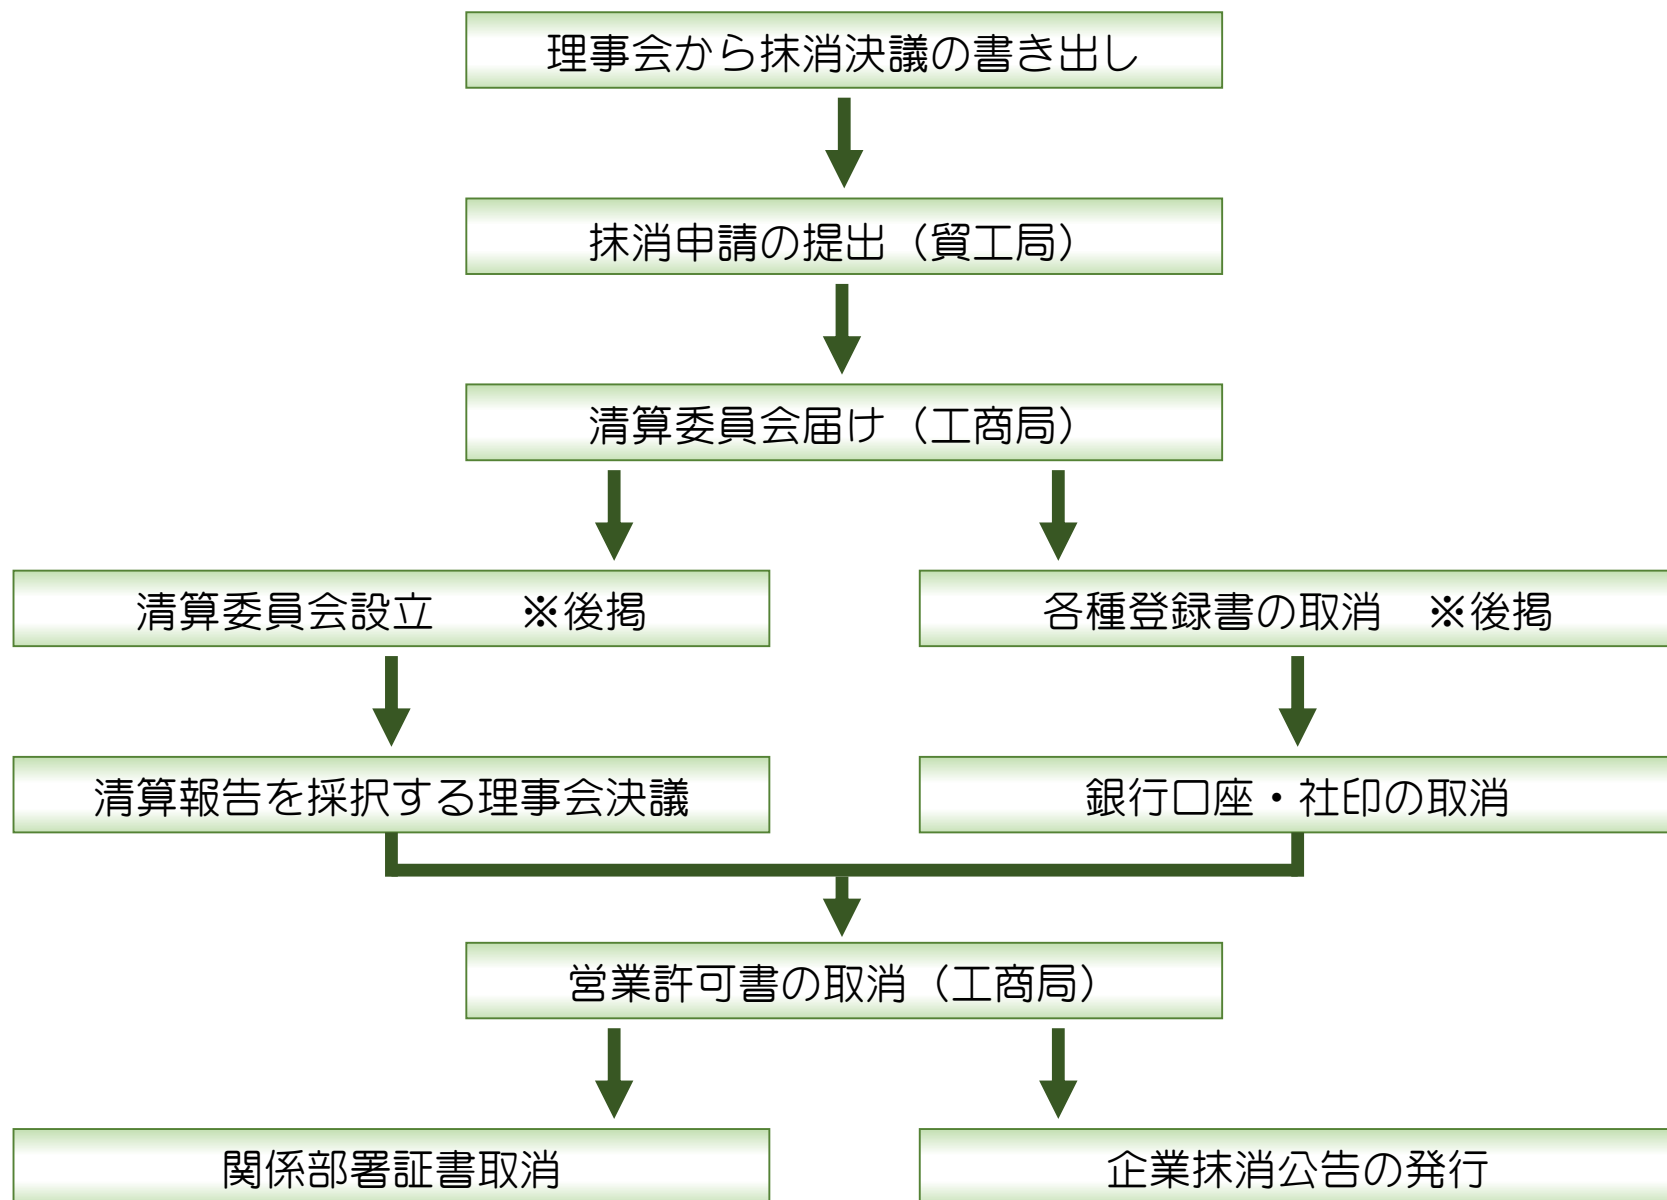 理事会から抹消決議の書き出し
抹消申請の提出（貿工局）
清算委員会届け（工商局）
清算委員会設立　　※後掲
各種登録書の取消　※後掲
清算報告を採択する理事会決議
銀行口座・社印の取消
営業許可書の取消（工商局）
関係部署証書取消
企業抹消公告の発行